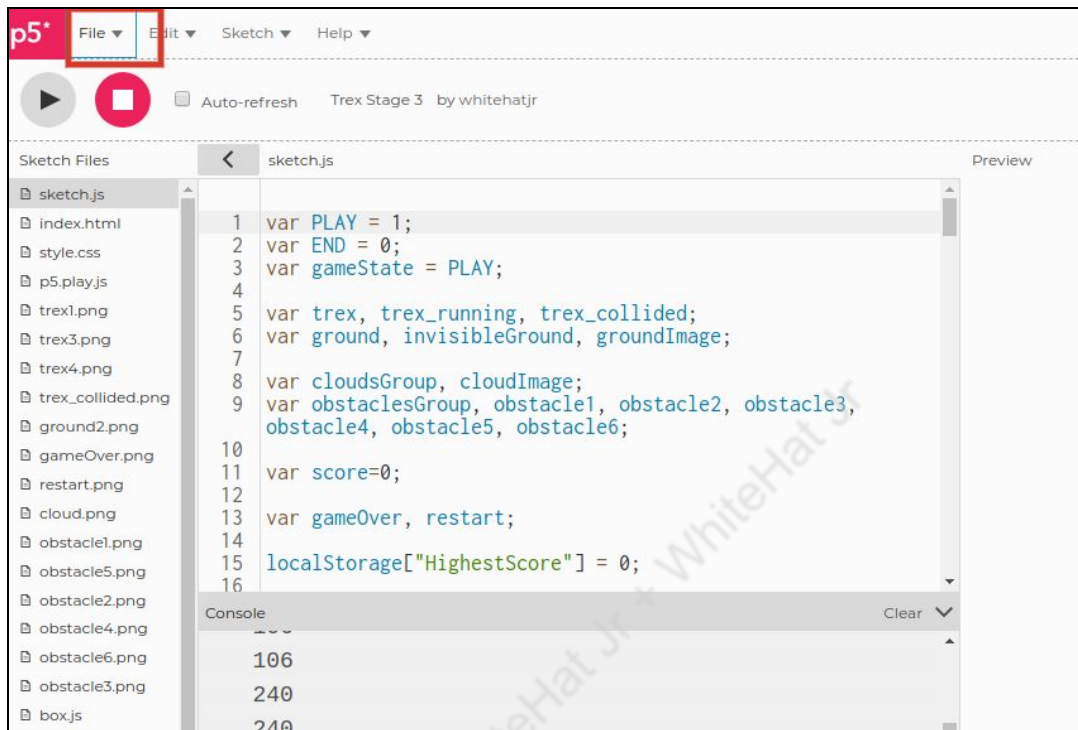 p5*
File ▼ Edit ▼ Sketch ▼ Help ▼
Auto-refresh Trex Stage 3 by whitehatjr
Sketch Files
sketch.js
index.html
style.css
p5.play.js
trex1.png
trex3.png
trex4.png
trex_collided.png
ground2.png
gameOver.png
restart.png
cloud.png
obstacle1.png
obstacle5.png
obstacle2.png
obstacle4.png
obstacle6.png
obstacle3.png
box.js
< sketch.js
1 var PLAY = 1;
2 var END = 0;
3 var gameState = PLAY;
4
5 var trex, trex_running, trex_collided;
6 var ground, invisibleGround, groundImage;
7
8 var cloudsGroup, cloudImage;
9 var obstaclesGroup, obstacle1, obstacle2, obstacle3,
obstacle4, obstacle5, obstacle6;
10
11 var score=0;
12
13 var gameOver, restart;
14
15 localStorage["HighestScore"] = 0;
16
Console Clear
106
240
240
Preview
WhiteHat Jr + WhiteHat Jr